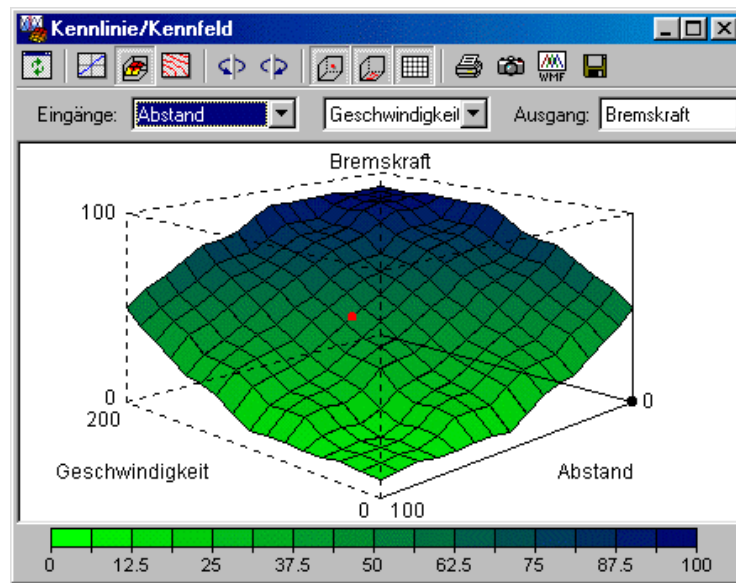 Kennlinie/Kennfeld
WMF
Eingänge: Abstand Geschwindigkeit Ausgang: Bremskraft
Bremskraft
100
0
200
0
Geschwindigkeit
Abstand
0 100
0 12.5 25 37.5 50 62.5 75 87.5 100